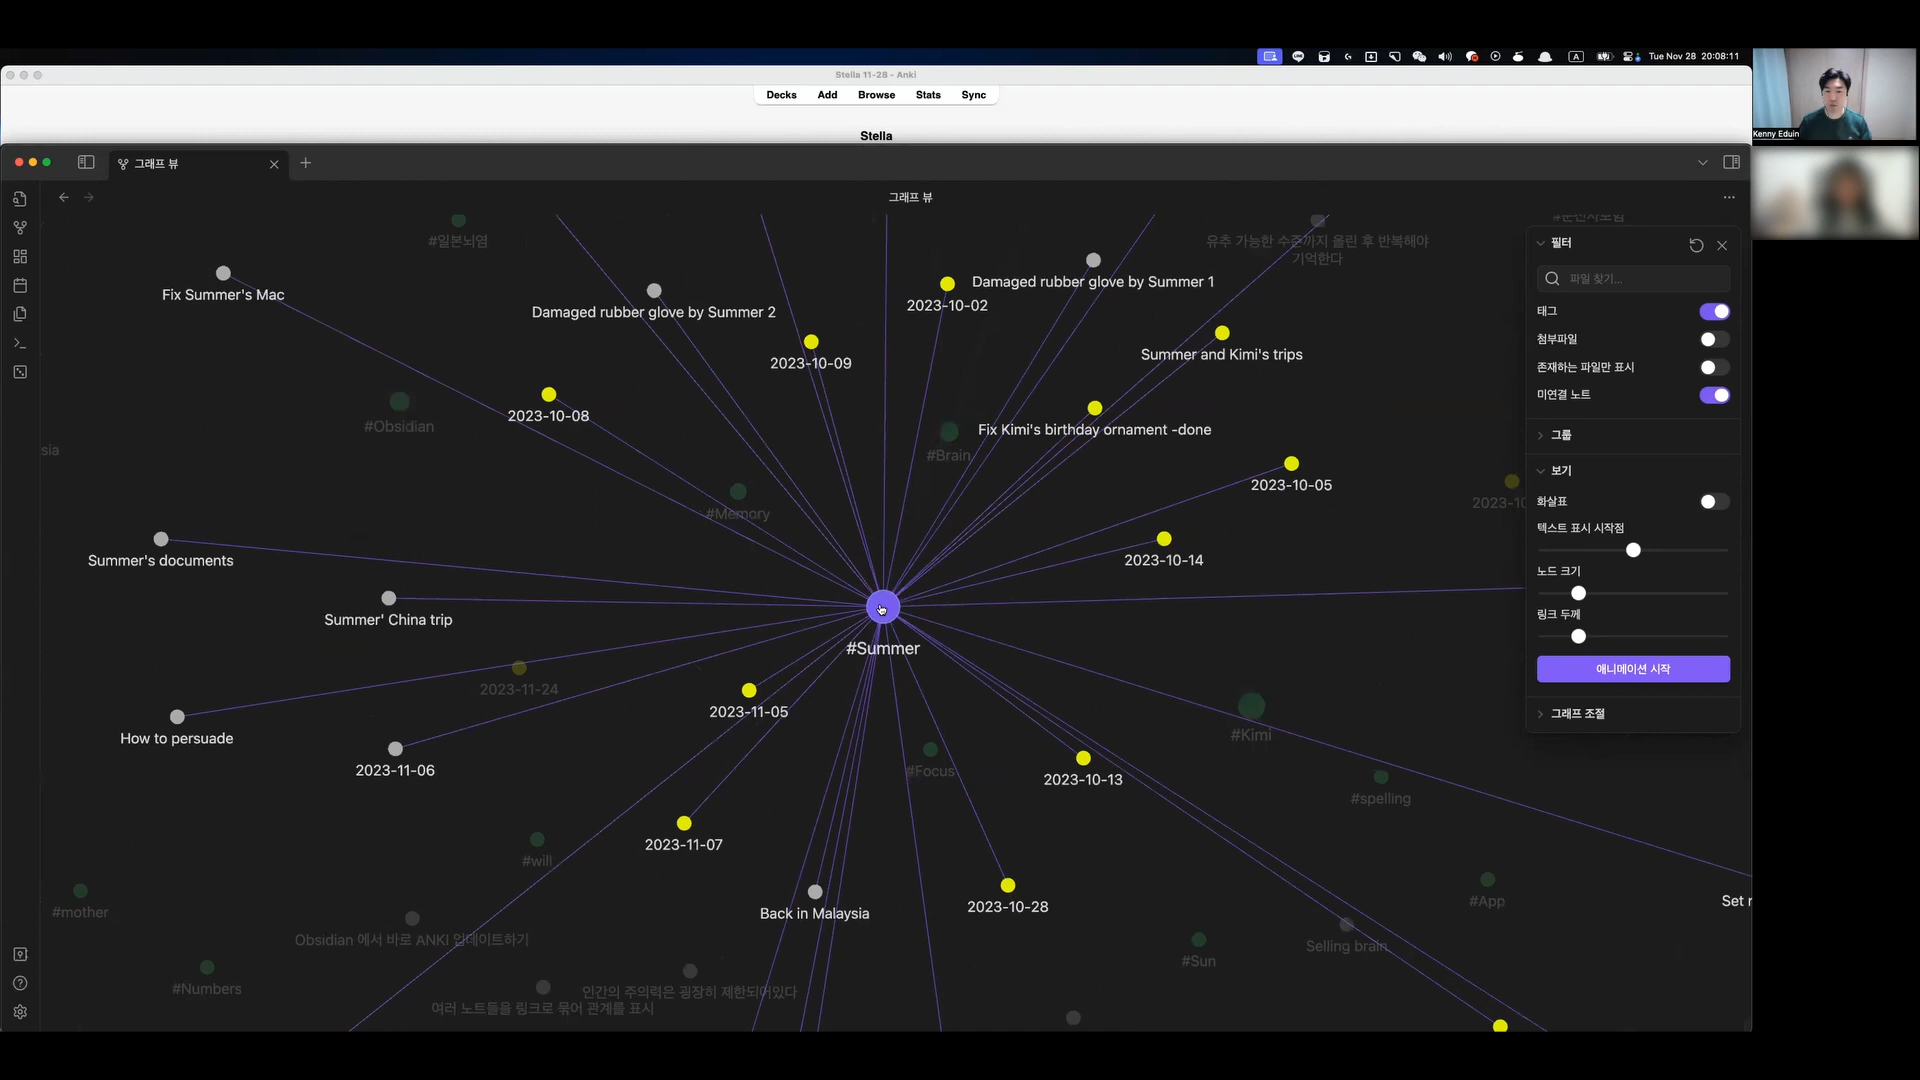 Tue Nov 28 20:08:11
Stella 11-28 - Anki
Decks Add Browse Stats Sync
Stella
Kenny Eduin
그래프 뷰
그래프 뷰
#일본뇌염
유추 가능한 수준까지 올린 후 반복해야
기억한다
Fix Summer's Mac
Damaged rubber glove by Summer 2
2023-10-02
Damaged rubber glove by Summer 1
2023-10-09
Summer and Kimi's trips
2023-10-08
#Obsidian
Fix Kimi's birthday ornament -done
#Brain
sia
2023-10-05
2023-10
#Memory
Summer's documents
2023-10-14
Summer' China trip
#Summer
2023-11-24
2023-11-05
How to persuade
#Kimi
2023-11-06
#Focus
2023-10-13
#spelling
2023-11-07
#will
#mother
Back in Malaysia
2023-10-28
#App
Set r
Obsidian 에서 바로 ANKI 업데이트하기
Selling brain
#Sun
#Numbers
인간의 주의력은 굉장히 제한되어있다
여러 노트들을 링크로 묶어 관계를 표시
필터
파일 찾기...
태그
첨부파일
존재하는 파일만 표시
미연결 노트
그룹
보기
화살표
텍스트 표시 시작점
노드 크기
링크 두께
애니메이션 시작
그래프 조절